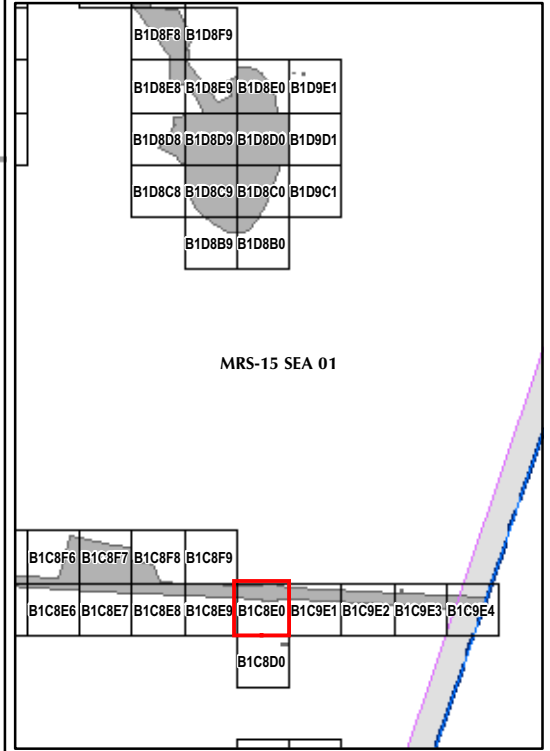 B1D8F8 B1D8F9
B1D8E8 B1D8E9 B1D8E0 B1D9E1
B1D8D8 B1D8D9 B1D8D0 B1D9D1
B1D8C8 B1D8C9 B1D8C0 B1D9C1
B1D8B9 B1D8B0
MRS-15 SEA 01
B1C8F6 B1C8F7 B1C8F8 B1C8F9
B1C8E6 B1C8E7 B1C8E8 B1C8E9 B1C8E0 B1C9E1 B1C9E2 B1C9E3 B1C9E4
B1C8D0